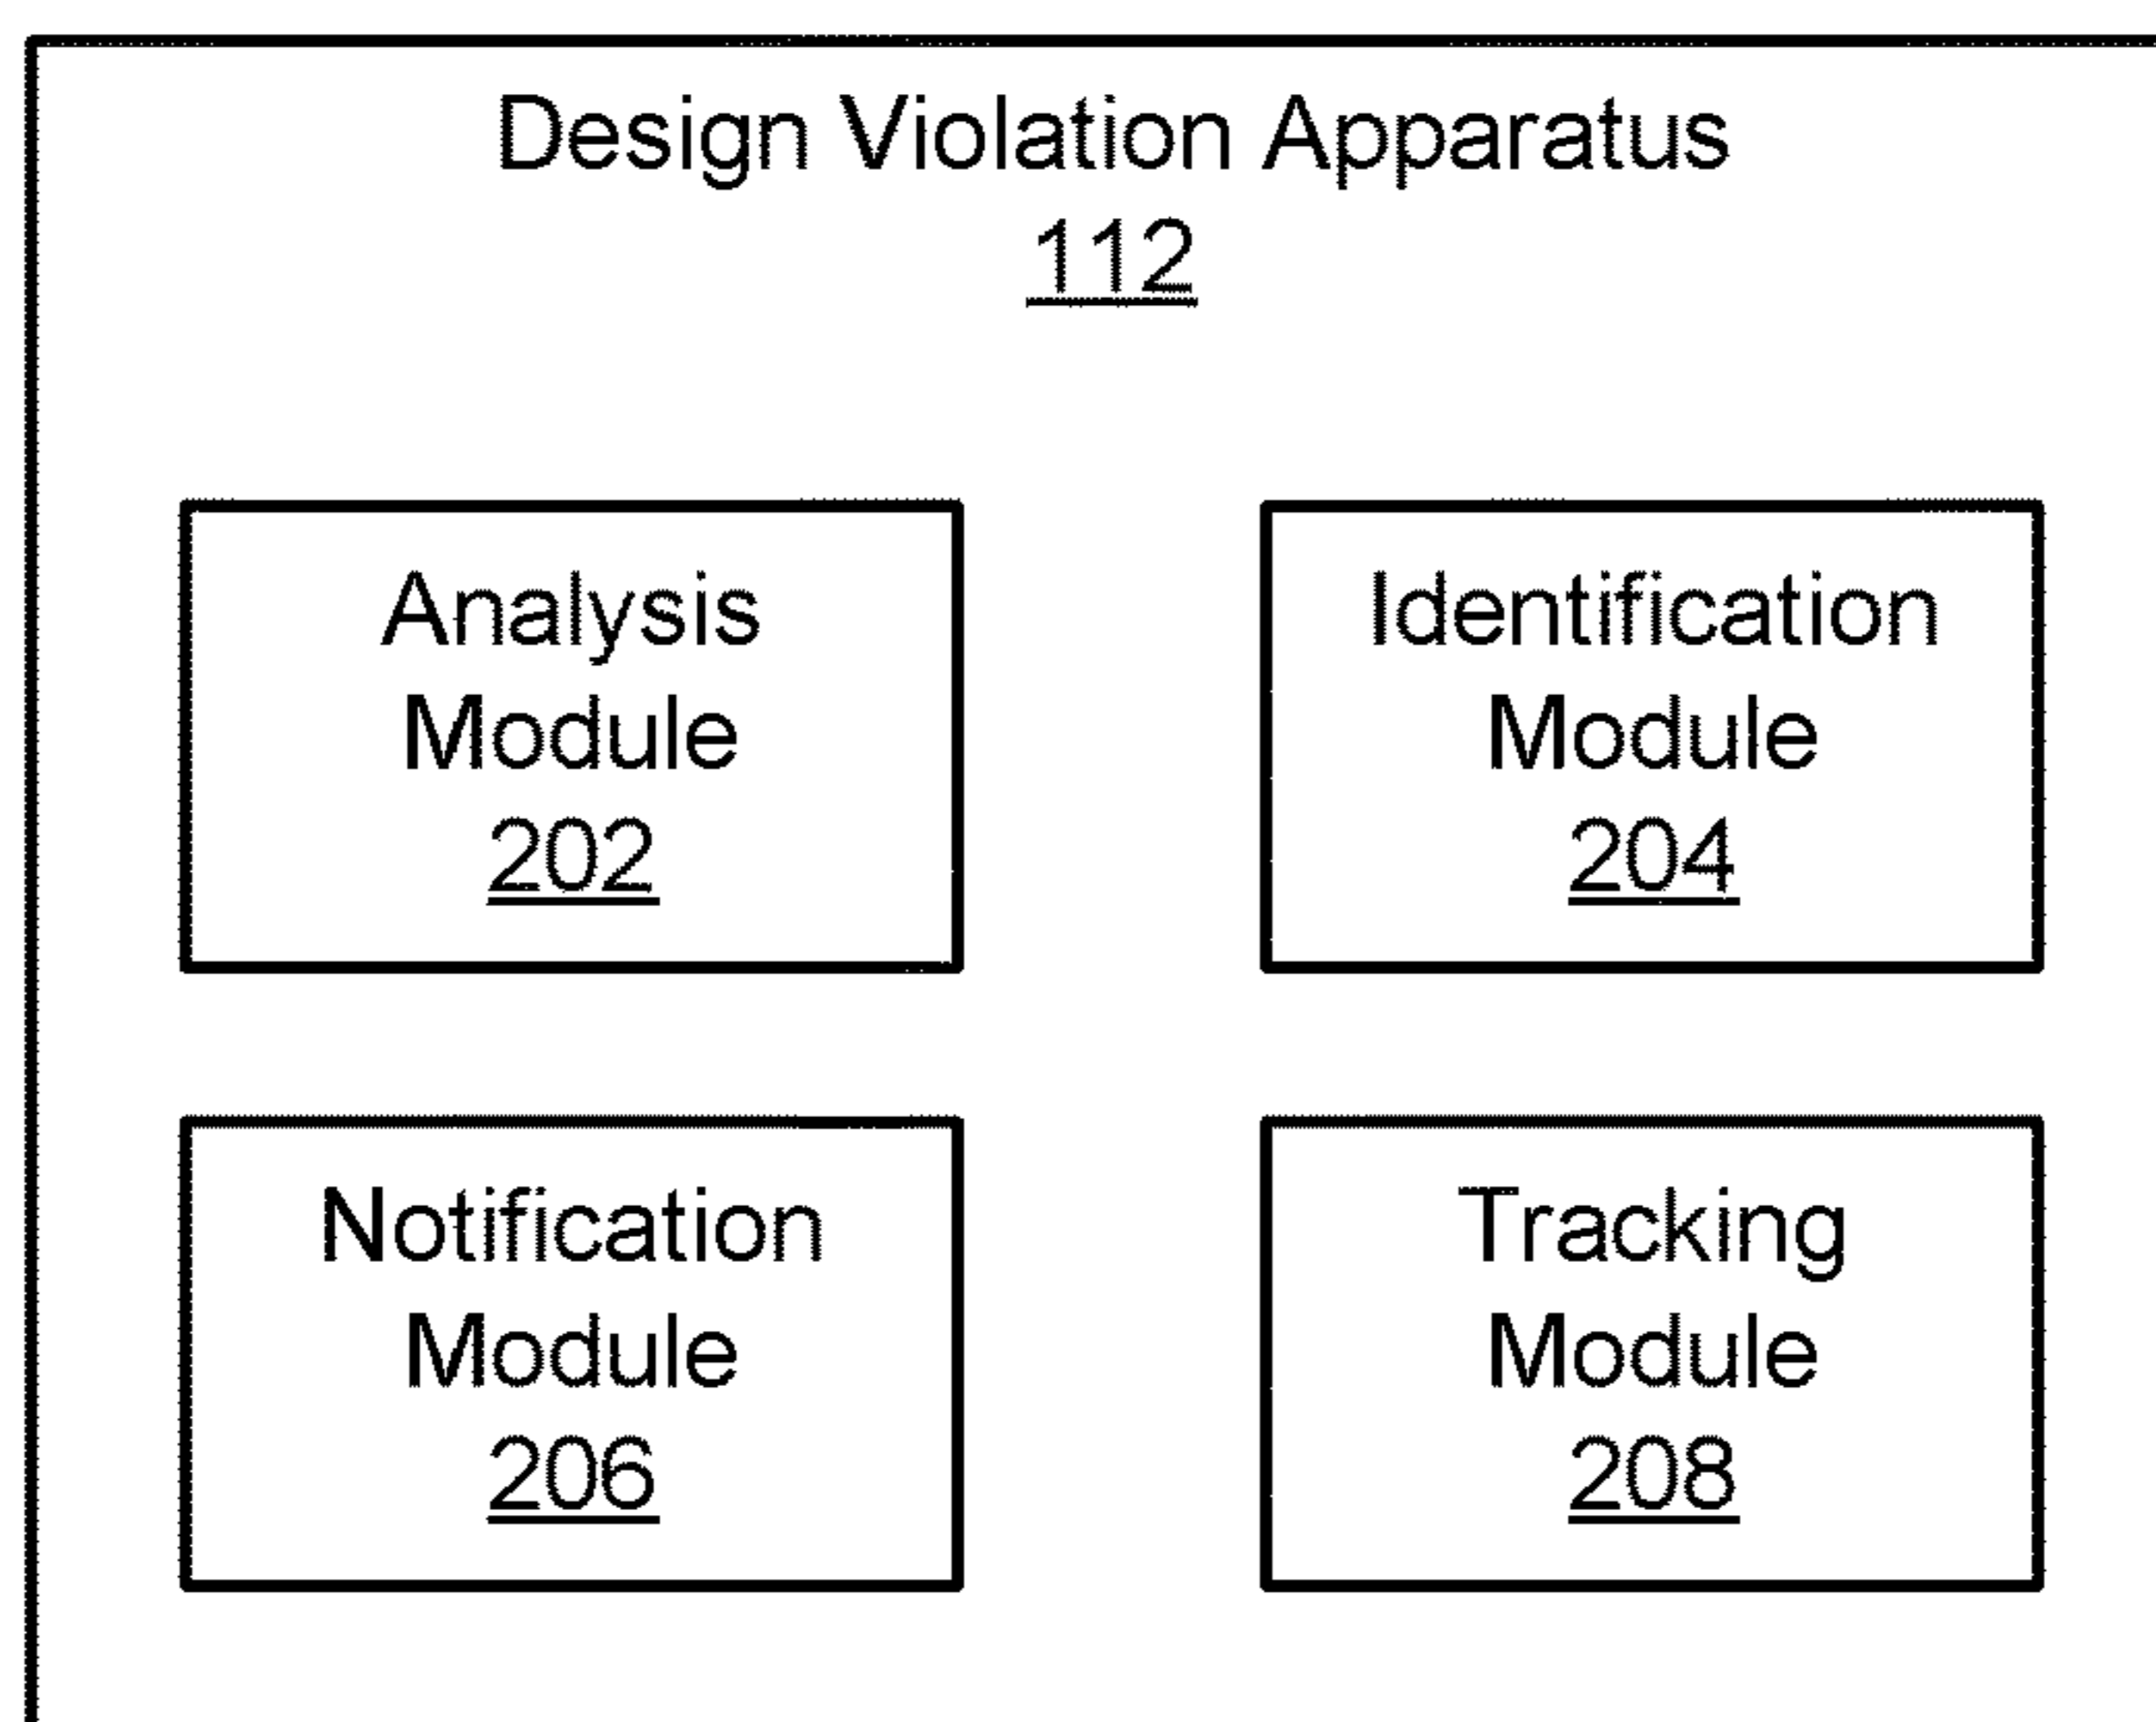 Design Violation Apparatus
112
Analysis
Module
202
Identification
Module
204
Notification
Module
206
Tracking
Module
208